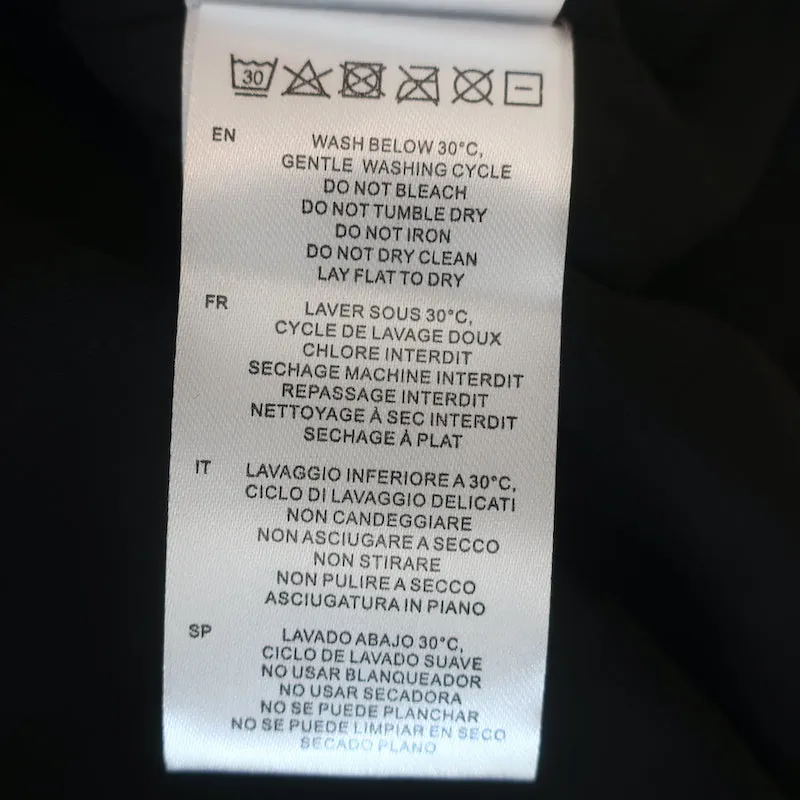 30
EN
WASH BELOW 30°C,
GENTLE WASHING CYCLE
DO NOT BLEACH
DO NOT TUMBLE DRY
DO NOT IRON
DO NOT DRY CLEAN
LAY FLAT TO DRY
FR
LAVER SOUS 30°C,
CYCLE DE LAVAGE DOUX
CHLORE INTERDIT
SECHAGE MACHINE INTERDIT
REPASSAGE INTERDIT
NETTOYAGE À SEC INTERDIT
SECHAGE À PLAT
IT
LAVAGGIO INFERIORE A 30°C,
CICLO DI LAVAGGIO DELICATI
NON CANDEGGIARE
NON ASCIUGARE A SECCO
NON STIRARE
NON PULIRE A SECCO
ASCIUGATURA IN PIANO
SP
LAVADO ABAJO 30°C,
CICLO DE LAVADO SUAVE
NO USAR BLANQUEADOR
NO USAR SECADORA
NO SE PUEDE PLANCHAR
NO SE PUEDE LIMPIAR EN SECO
SECADO PLANO